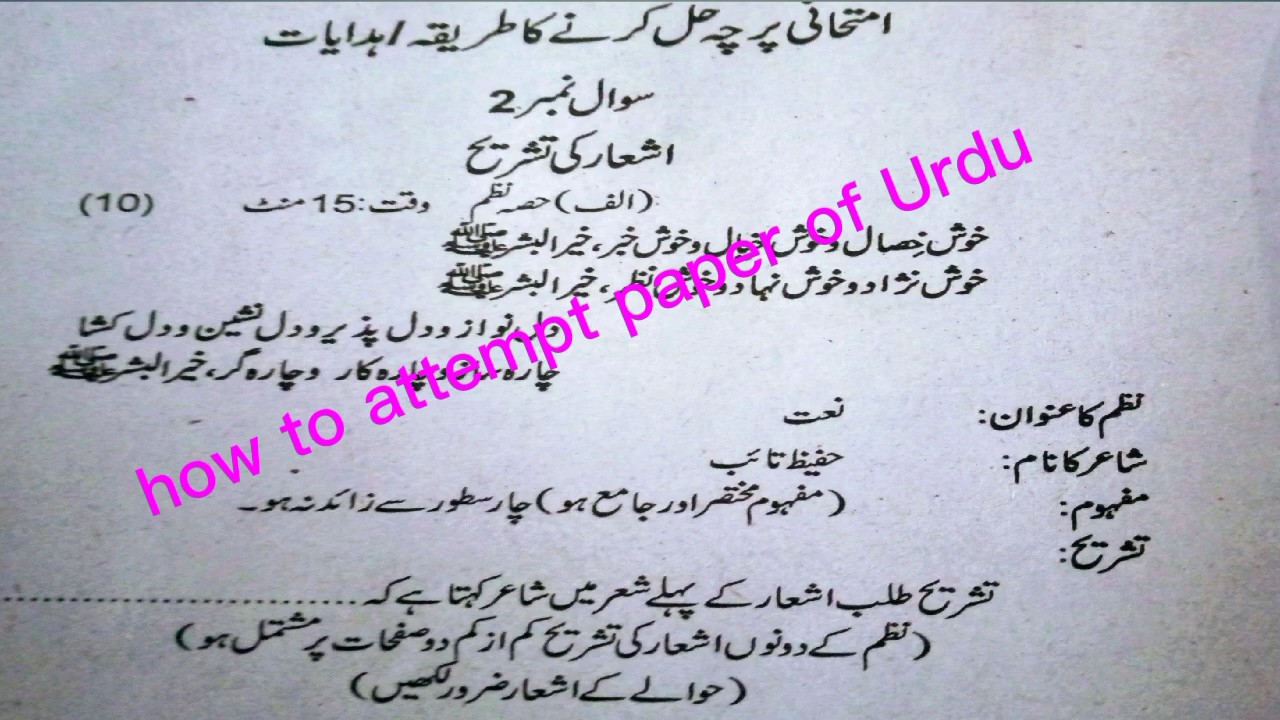 امتحانی پرچہ حل کرنے کا طریقہ / ہدایات
سوال نمبر 2
اشعار کی تشریح
(الف) حصہ نظم وقت: 15 منٹ (10)
خوش خِصال و خوش خیال و خوش خبر، خیر البشر ﷺ
خوش نژاد و خوش نہاد و خوش نظر، خیر البشر ﷺ
دل نواز و دل پذیر و دل نشین و دل کشا
چارہ ساز و چارہ کار و چارہ گر، خیر البشر ﷺ
نظم کا عنوان: نعت
شاعر کا نام: حفیظ تائب
مفہوم: (مفہوم مختصر اور جامع ہو) چار سطور سے زائد نہ ہو۔
تشریح:
تشریح طلب اشعار کے پہلے شعر میں شاعر کہتا ہے کہ................................
(نظم کے دونوں اشعار کی تشریح کم از کم دو صفحات پر مشتمل ہو)
(حوالے کے اشعار ضرور لکھیں)
how to attempt paper of Urdu